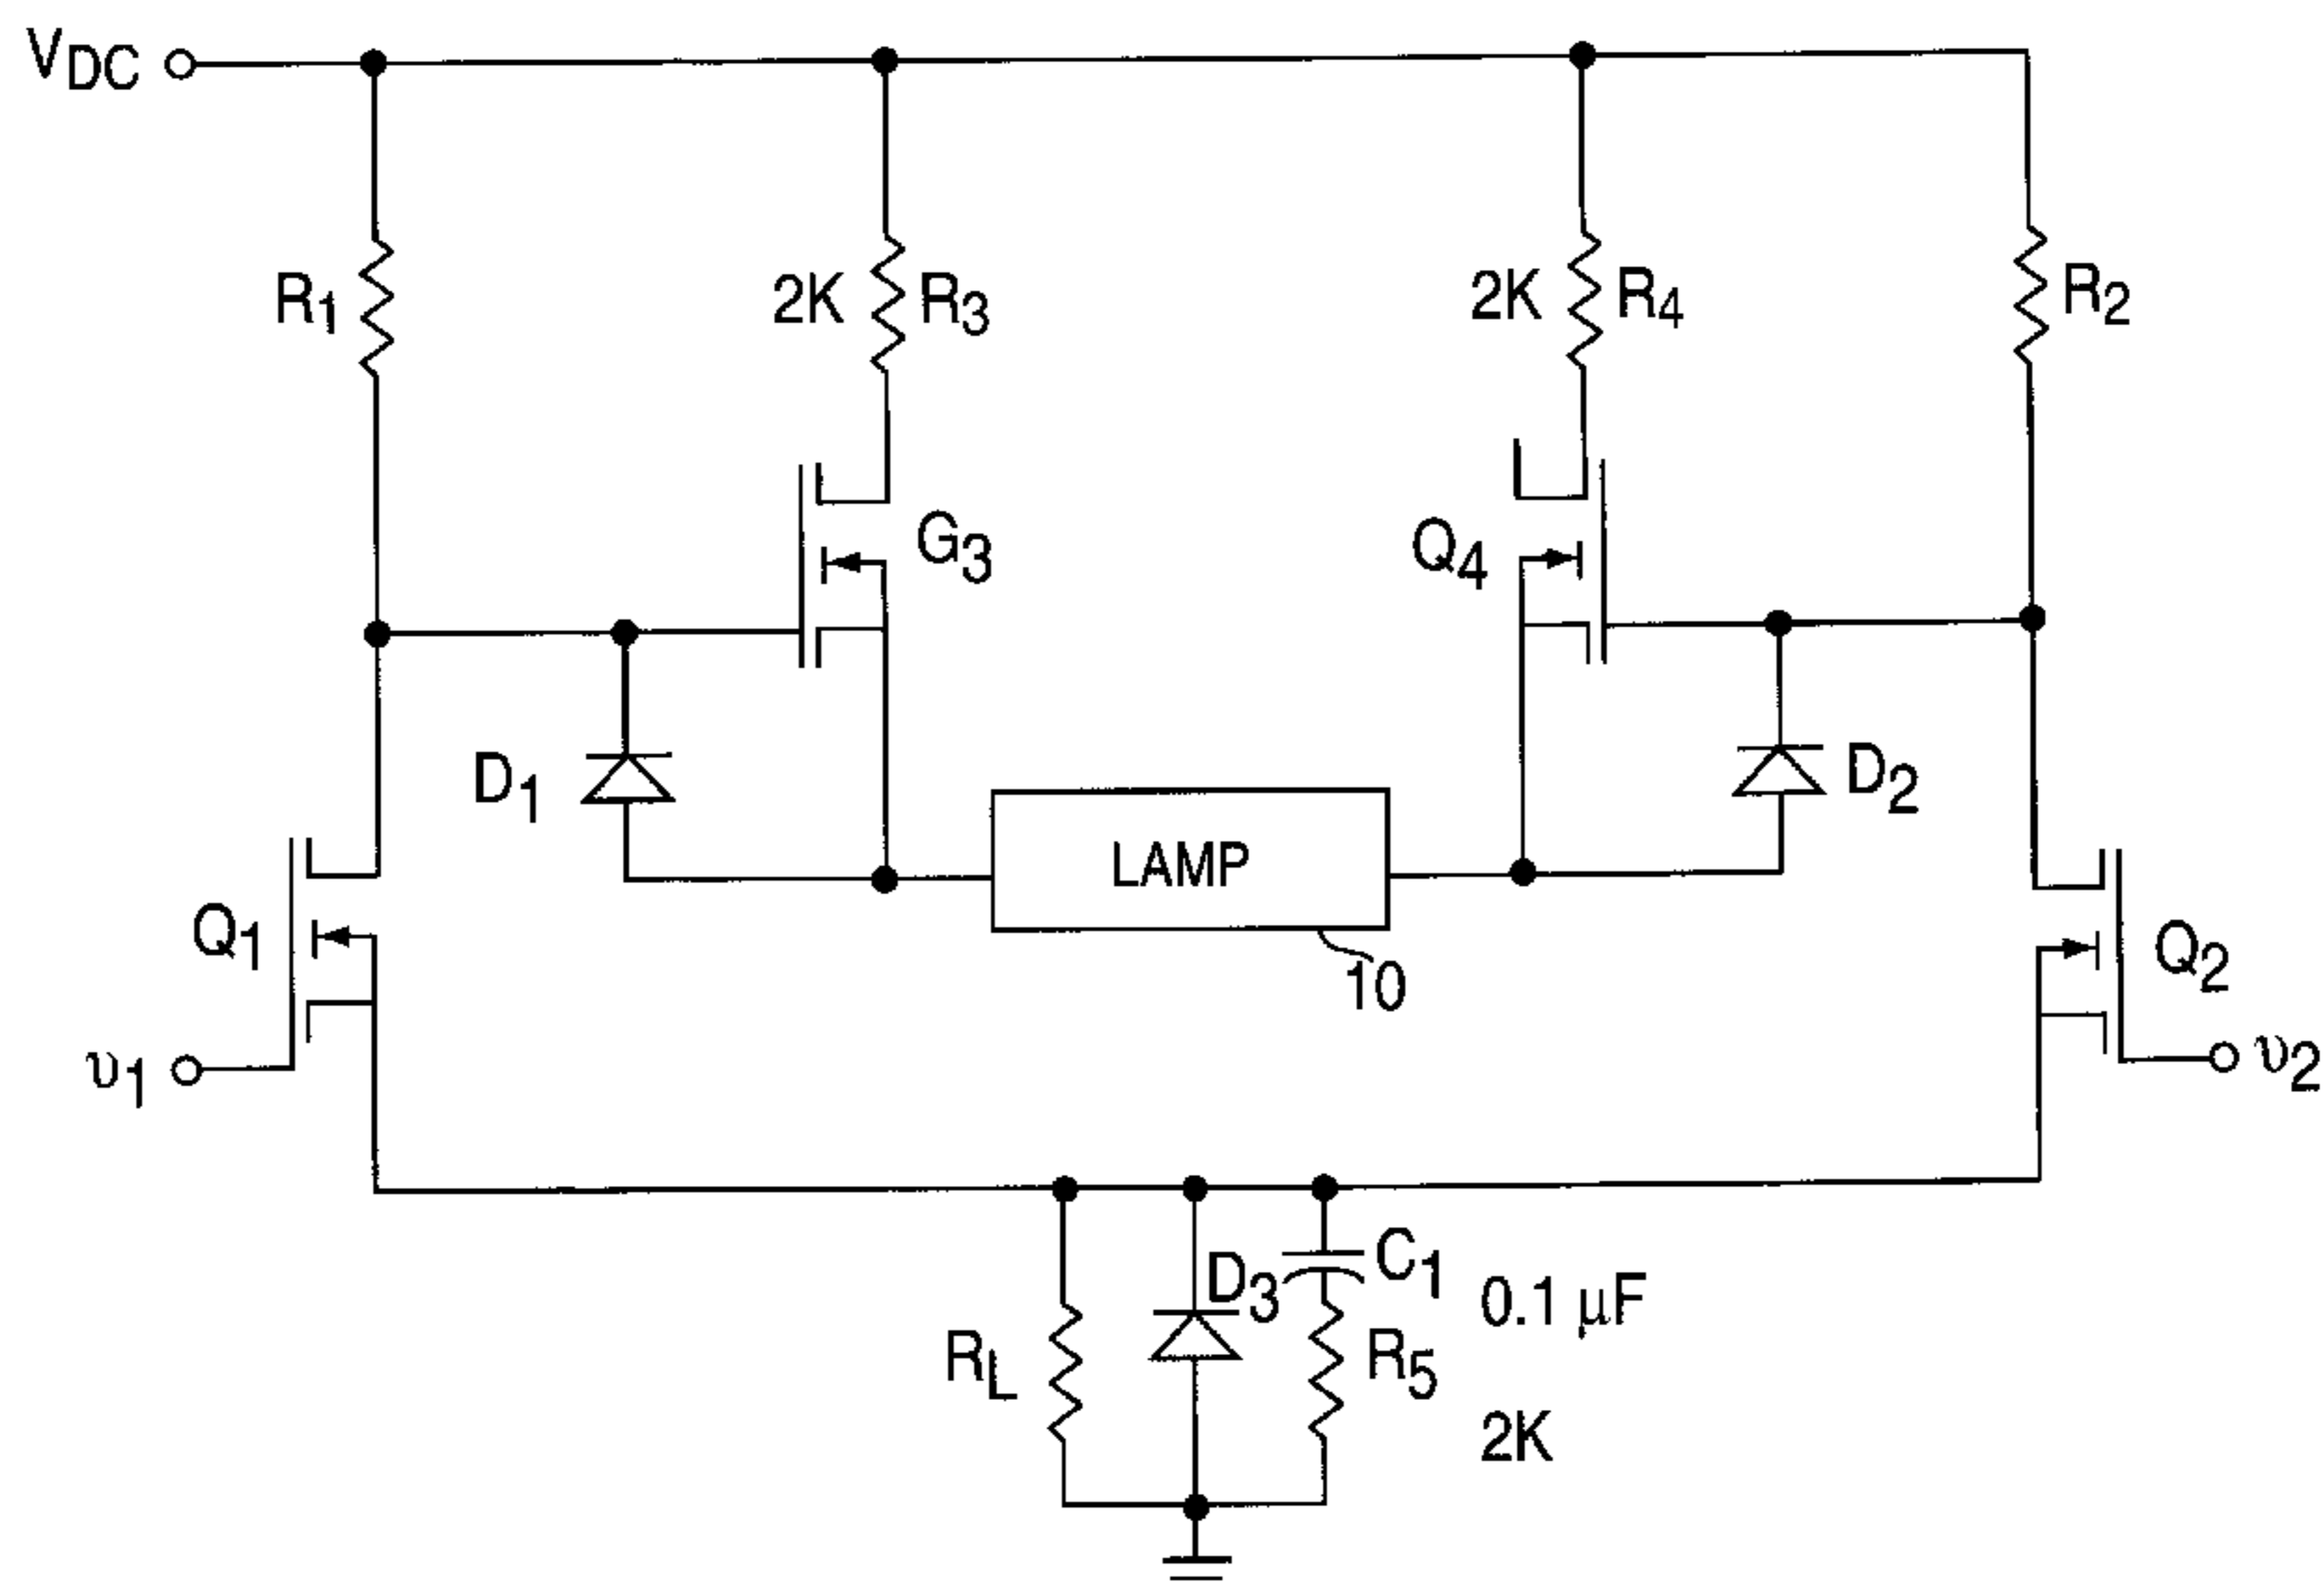 VDC
R1
2K
R3
2K
R4
R2
G3
Q4
D1
D2
LAMP
Q1
10
Q2
υ1
υ2
D3
C1
0.1 μF
RL
R5
2K